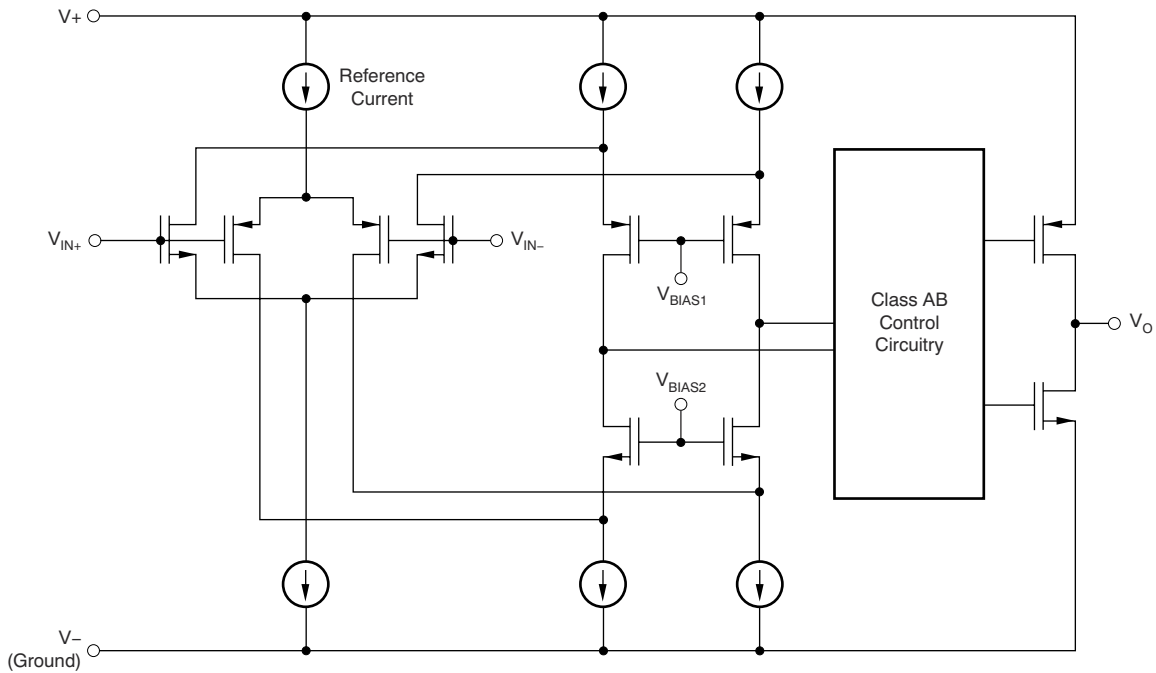 V+
Reference
Current
V_IN+
V_IN−
V_BIAS1
V_BIAS2
Class AB
Control
Circuitry
V_O
V−
(Ground)